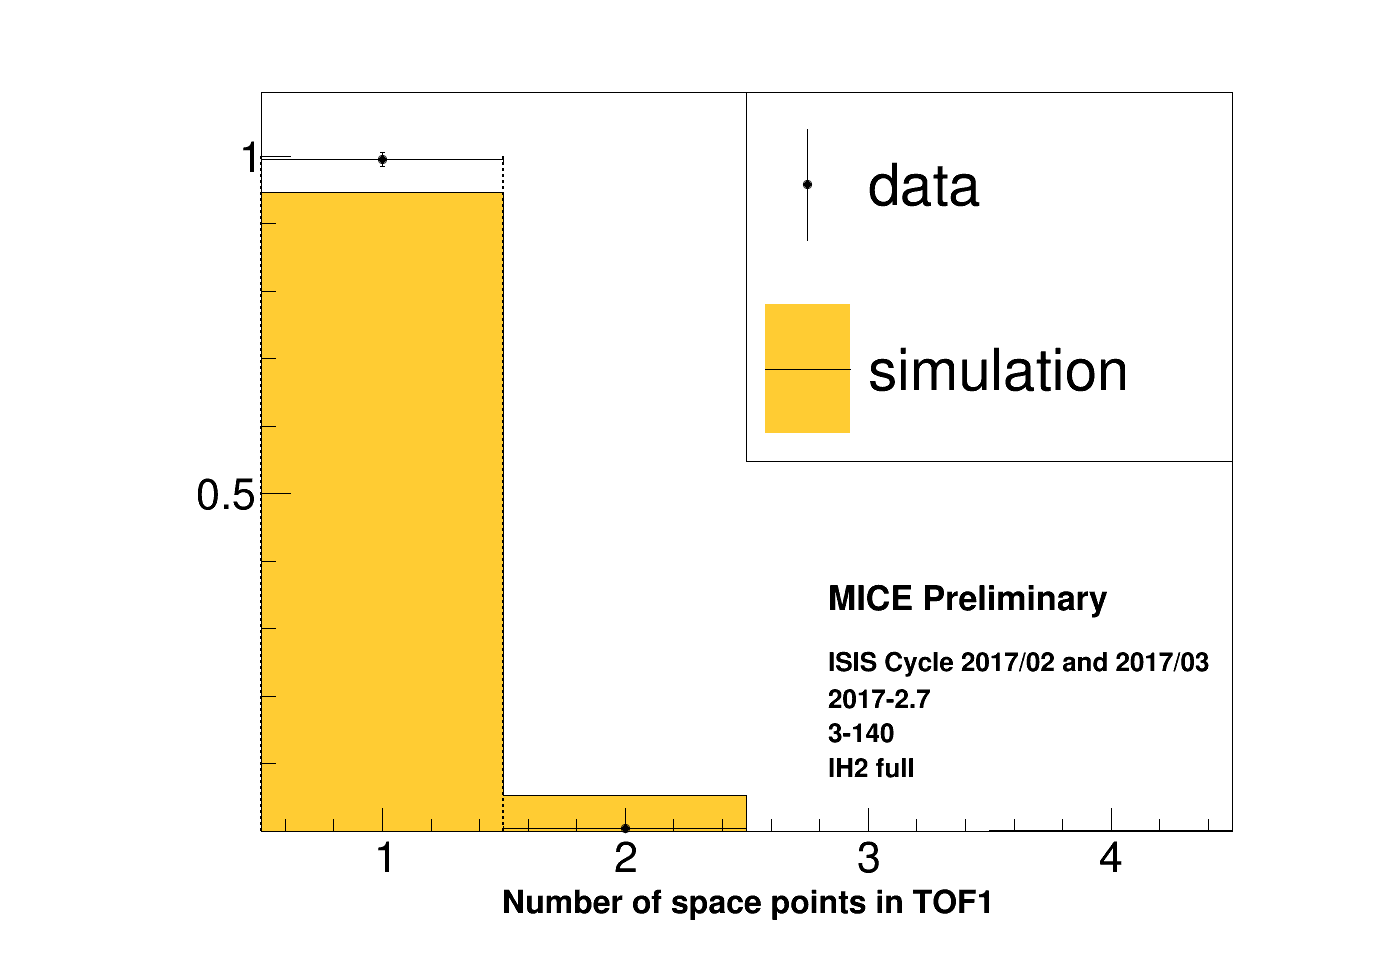 1
data
simulation
0.5
MICE Preliminary
ISIS Cycle 2017/02 and 2017/03
2017-2.7
3-140
IH2 full
1 2 3 4
Number of space points in TOF1